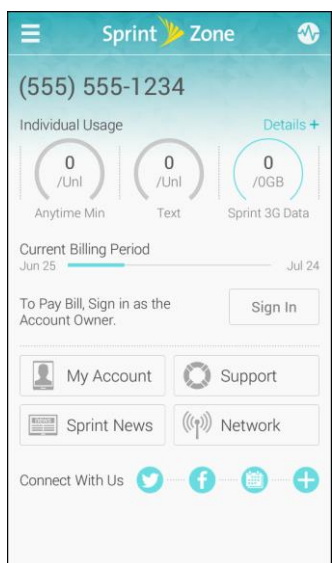 Sprint Zone
(555) 555-1234
Individual Usage Details +
0 0 0
/Unl /Unl /0GB
Anytime Min Text Sprint 3G Data
Current Billing Period
Jun 25 Jul 24
To Pay Bill, Sign in as the
Account Owner.
Sign In
My Account Support
NEWS Sprint News Network
Connect With Us